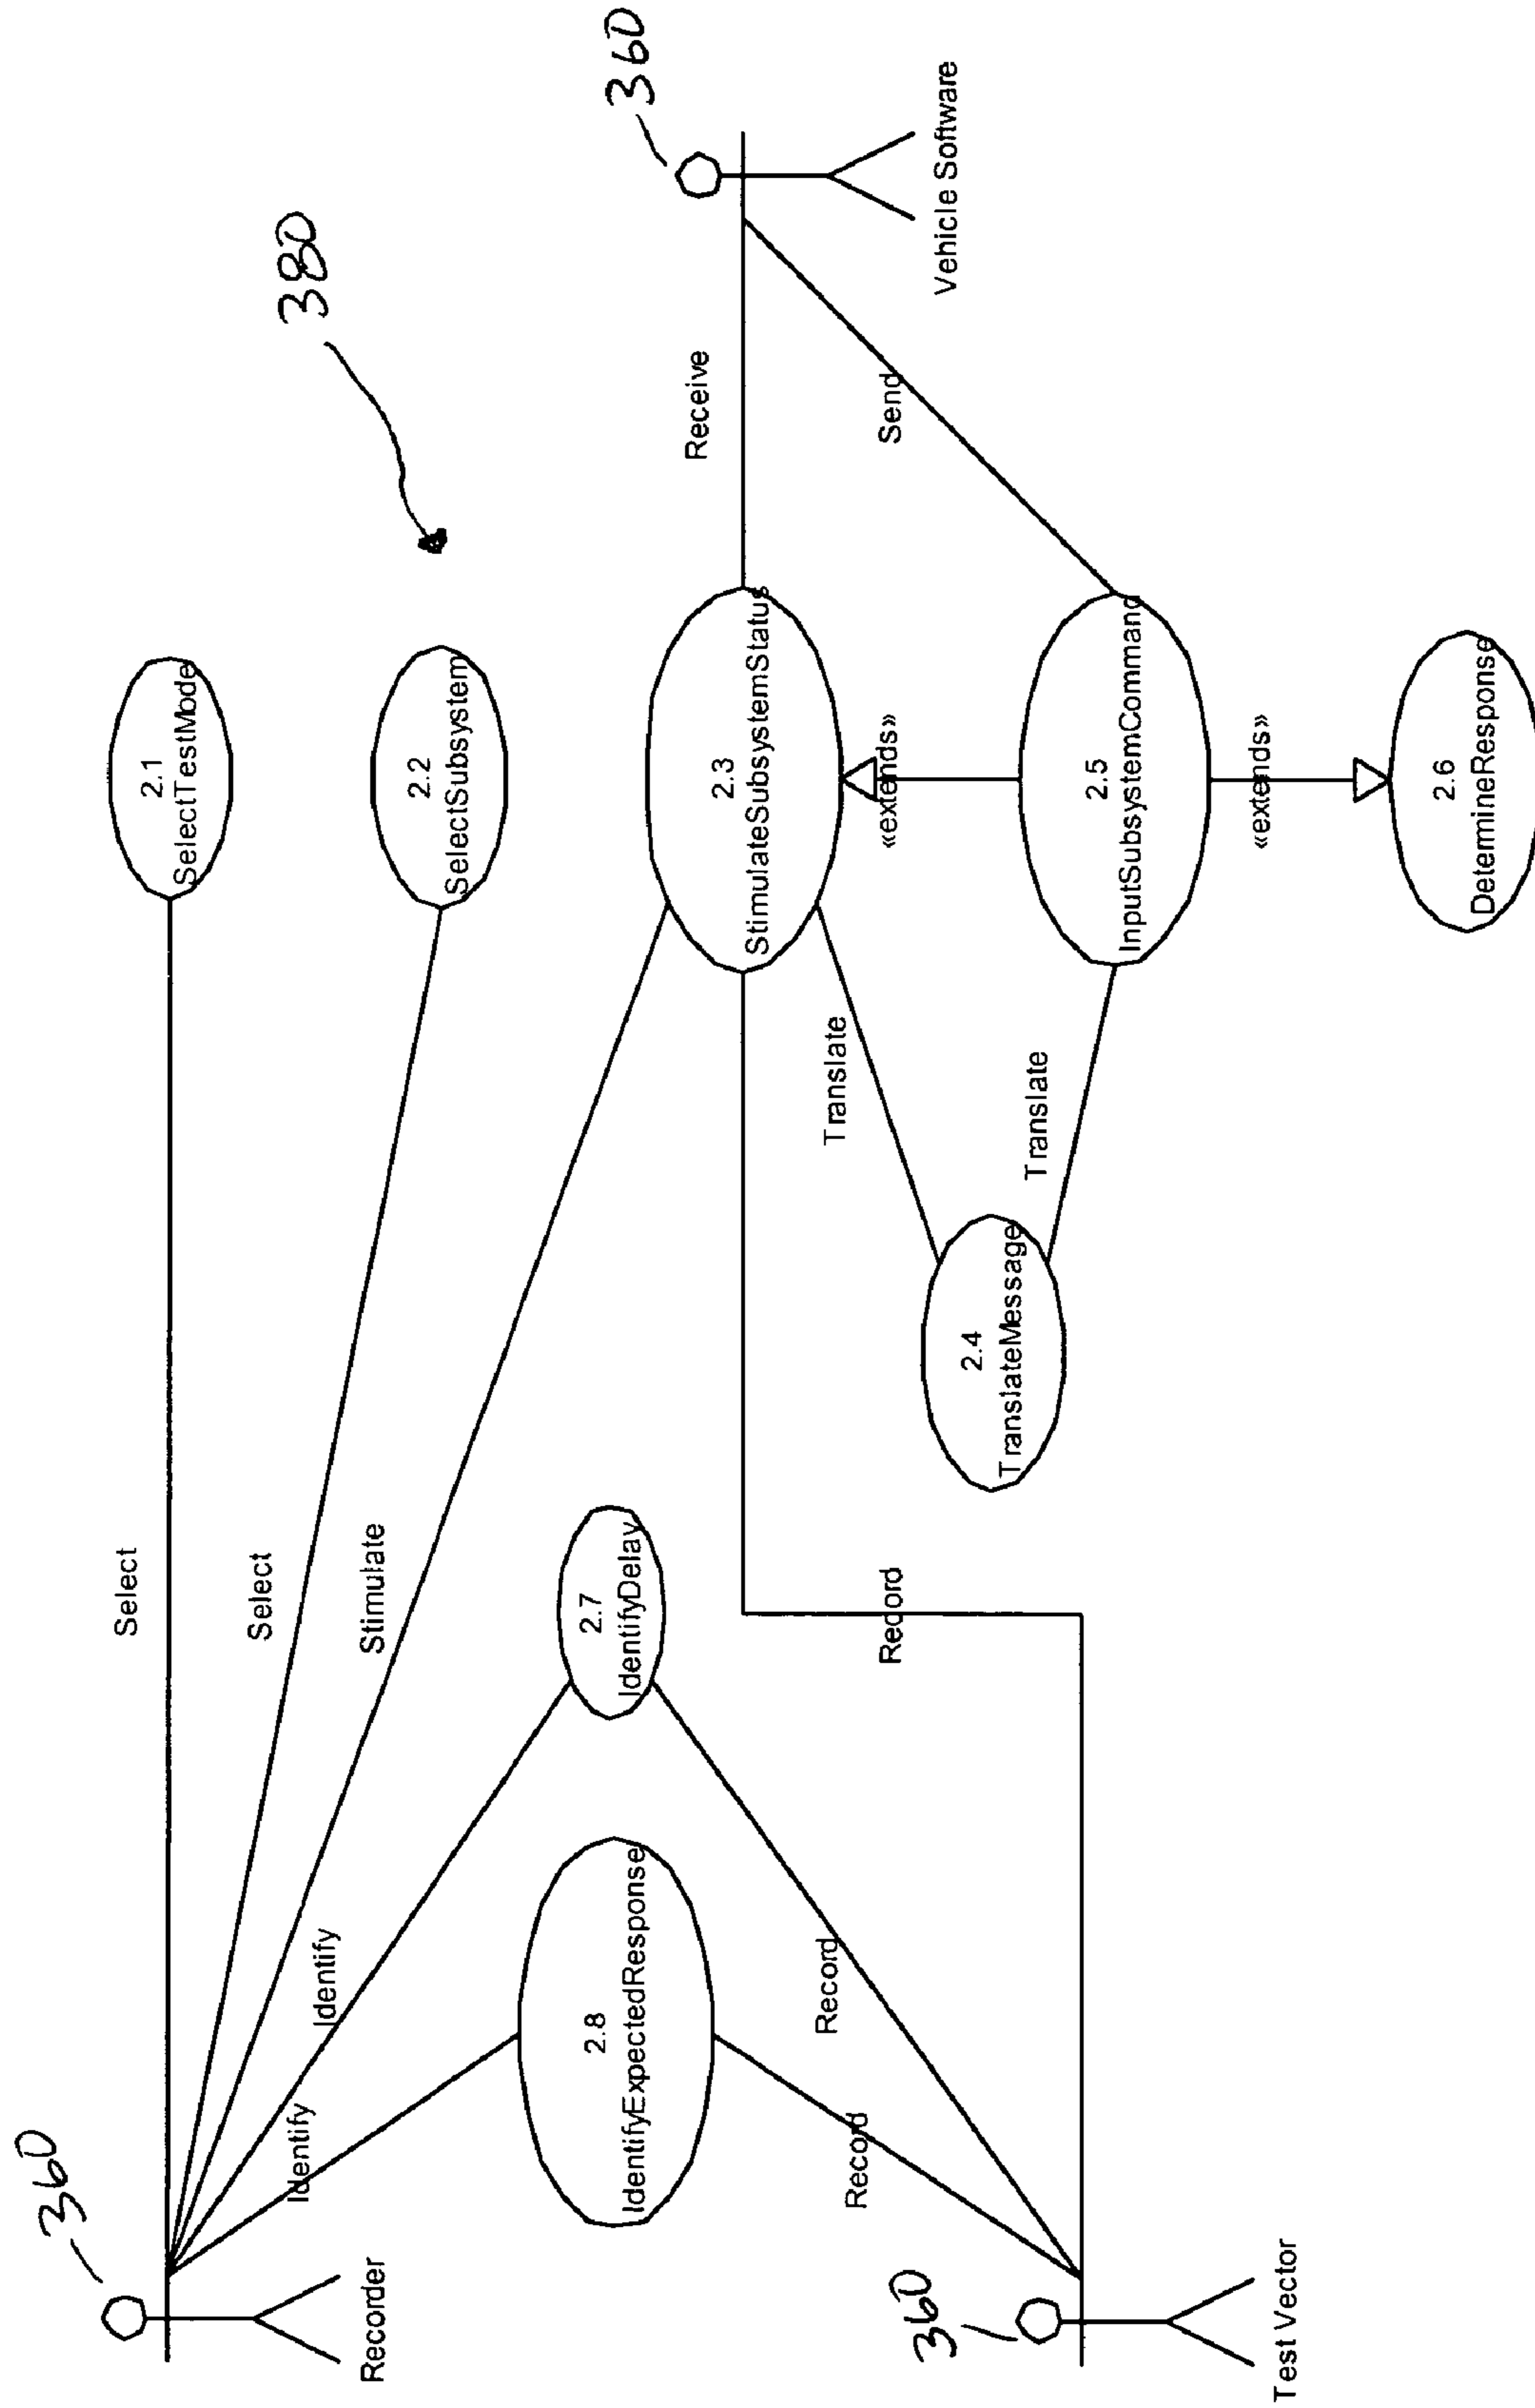 360
Recorder
Select
Select
Stimulate
Identify
Identify
2.1
SelectTestMode
2.2
SelectSubsystem
380
2.7
IdentifyDelay
2.8
IdentifyExpectedResponse
2.3
StimulateSubsystemStatus
Receive
360
Vehicle Software
Send
Record
Record
Record
Translate
Translate
«extends»
2.4
TranslateMessage
2.5
InputSubsystemCommand
«extends»
2.6
DetermineResponse
360
Test Vector